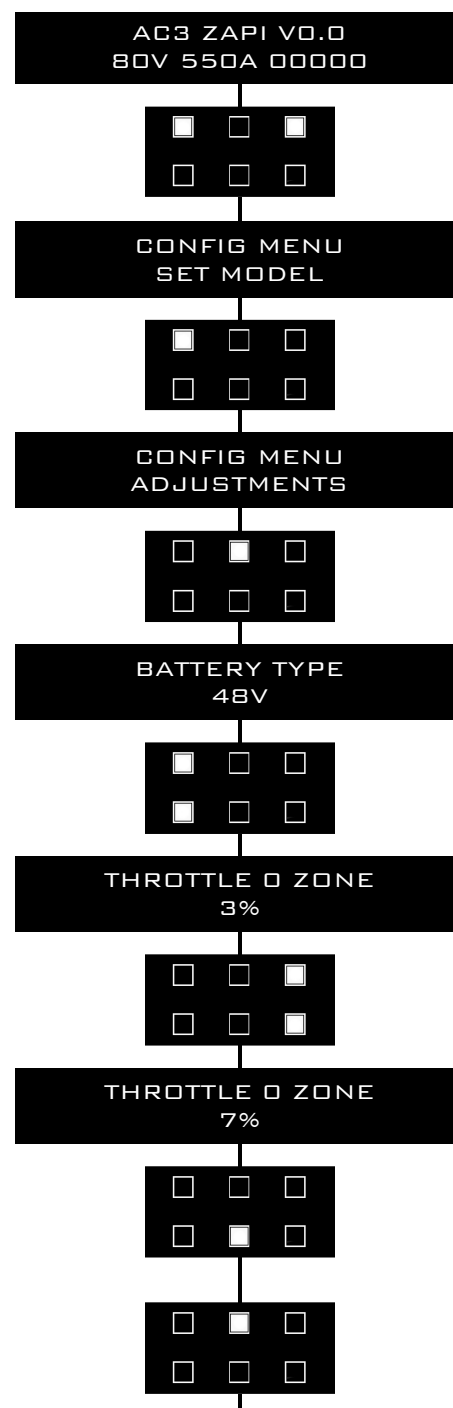 AC3 ZAPI V0.0
80V 550A 00000
CONFIG MENU
SET MODEL
CONFIG MENU
ADJUSTMENTS
BATTERY TYPE
48V
THROTTLE 0 ZONE
3%
THROTTLE 0 ZONE
7%